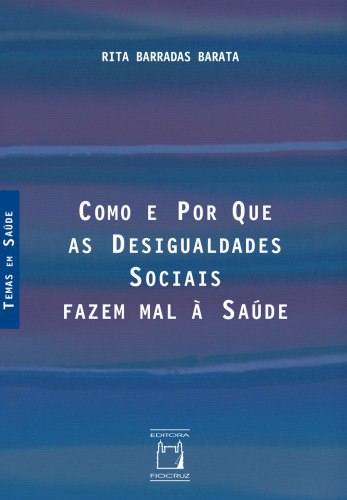 RITA BARRADAS BARATA
COMO E POR QUE
AS DESIGUALDADES
SOCIAIS
FAZEM MAL À SAÚDE
TEMAS EM SAÚDE
EDITORA
FIOCRUZ